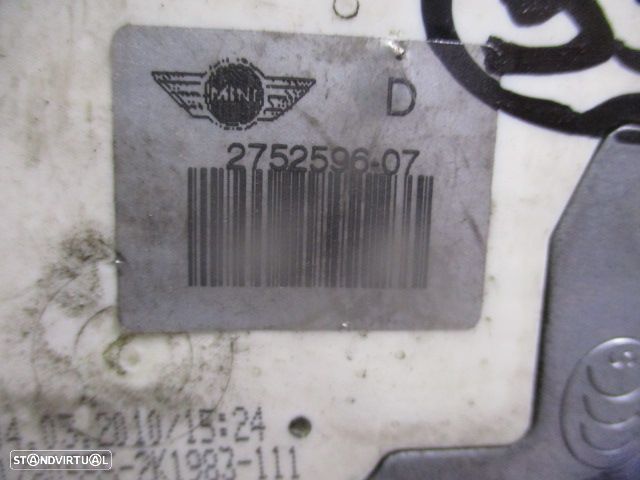 MINI
D
2752596-07
4.05.2010/15:24
-2K1983-111
STANDVIRTUAL